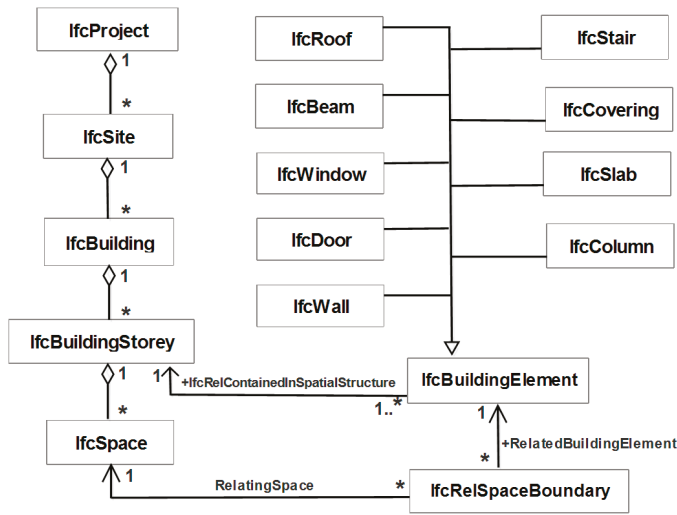 IfcProject
1
*
IfcSite
1
*
IfcBuilding
1
*
IfcBuildingStorey
1
*
IfcSpace
1
IfcRoof
IfcBeam
IfcWindow
IfcDoor
IfcWall
IfcStair
IfcCovering
IfcSlab
IfcColumn
1
+IfcRelContainedInSpatialStructure
1..*
IfcBuildingElement
1
+RelatedBuildingElement
*
RelatingSpace
*
IfcRelSpaceBoundary